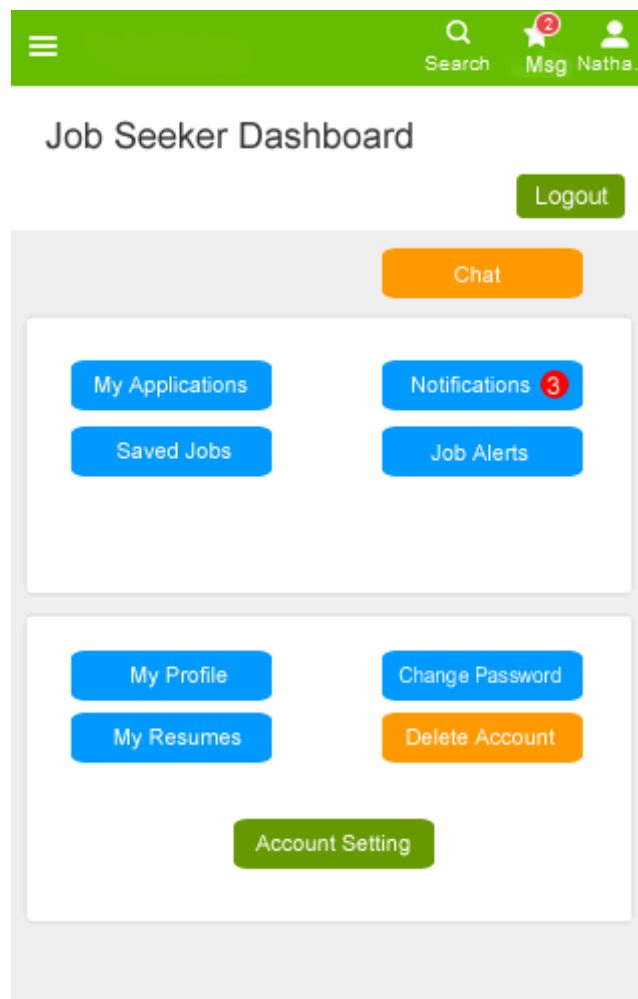 2
Search Msg Natha.
Job Seeker Dashboard
Logout
Chat
My Applications Notifications 3
Saved Jobs Job Alerts
My Profile Change Password
My Resumes Delete Account
Account Setting